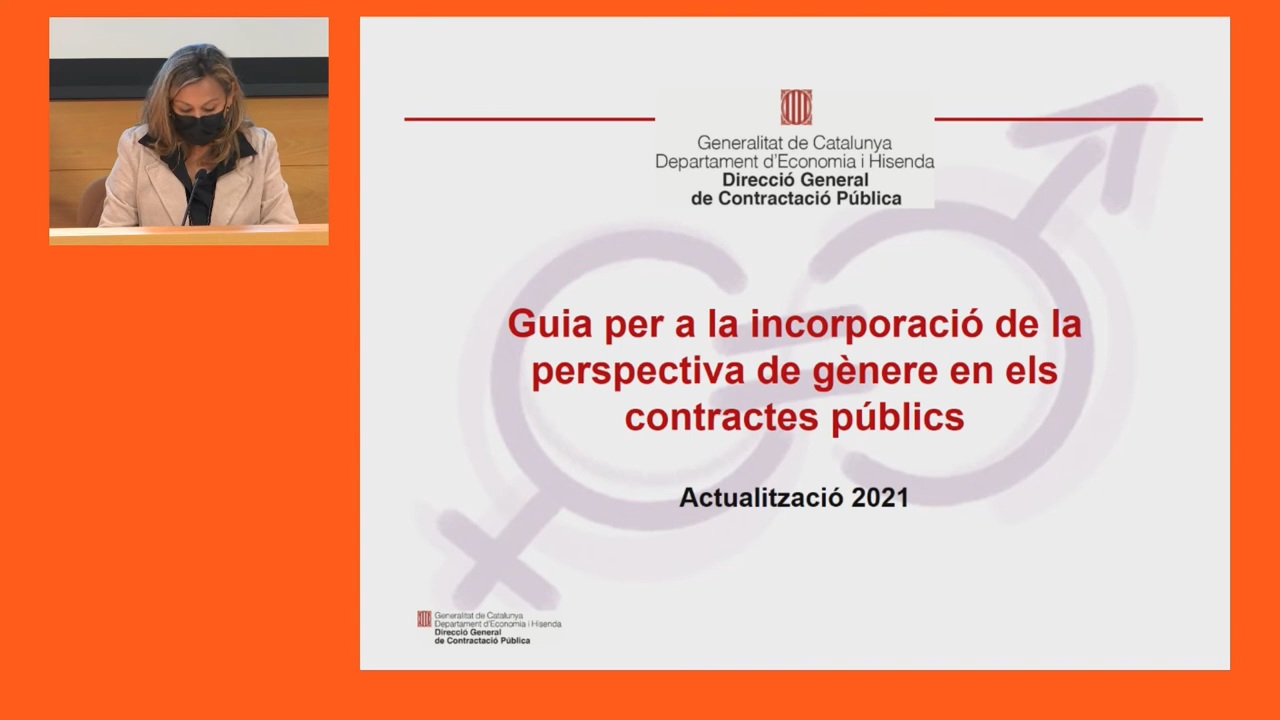 Generalitat de Catalunya
Departament d'Economia i Hisenda
Direcció General
de Contractació Pública
Guia per a la incorporació de la
perspectiva de gènere en els
contractes públics
Actualització 2021
Generalitat de Catalunya
Departament d'Economia i Hisenda
Direcció General
de Contractació Pública